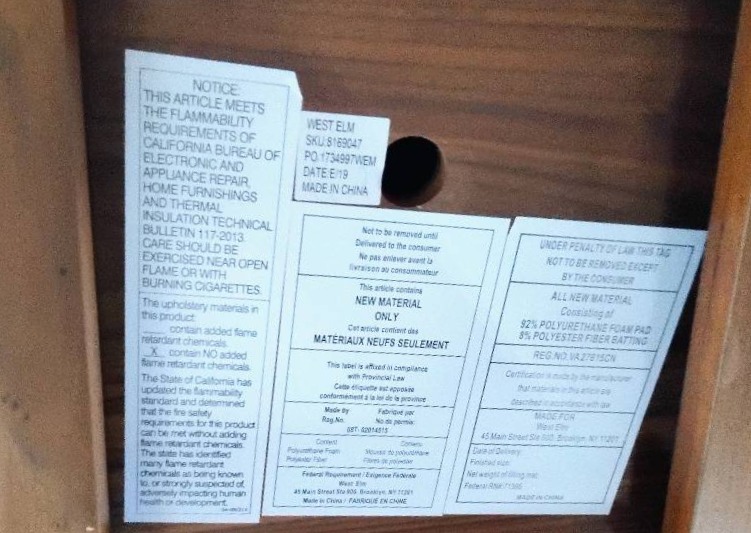 NOTICE:
THIS ARTICLE MEETS
THE FLAMMABILITY
REQUIREMENTS OF
CALIFORNIA BUREAU OF
ELECTRONIC AND
APPLIANCE REPAIR,
HOME FURNISHINGS
AND THERMAL
INSULATION TECHNICAL
BULLETIN 117-2013.
CARE SHOULD BE
EXERCISED NEAR OPEN
FLAME OR WITH
BURNING CIGARETTES.
The upholstery materials in
this product:
____ contain added flame
retardant chemicals
__X__ contain NO added
flame retardant chemicals.
The State of California has
updated the flammability
standard and determined
that the fire safety
requirements for this product
can be met without adding
flame retardant chemicals.
The state has identified
many flame retardant
chemicals as being known
to, or strongly suspected of,
adversely impacting human
health or development.
WEST ELM
SKU:8169047
PO:1734997WEM
DATE:E/19
MADE IN CHINA
Not to be removed until
Delivered to the consumer
Ne pas enlever avant la
livraison au consommateur
This article contains
NEW MATERIAL
ONLY
Cet article contient des
MATÉRIAUX NEUFS SEULEMENT
This label is affixed in compliance
with Provincial Law
Cette étiquette est apposée
conformément à la loi de la province
Made by Fabriqué par
Reg.No: No de permis:
Content Contenu
Polyurethane Foam Mousse de polyuréthane
Polyester Fiber Fibres de polyester
Federal Requirement / Exigence Fédérale
West Elm
45 Main Street Ste 600, Brooklyn, NY 11201
Made in China / FABRIQUÉ EN CHINE
UNDER PENALTY OF LAW THIS TAG
NOT TO BE REMOVED EXCEPT
BY THE CONSUMER
ALL NEW MATERIAL
Consisting of
92% POLYURETHANE FOAM PAD
8% POLYESTER FIBER BATTING
REG.NO:VA27815CN
Certification is made by the manufacturer
that materials in this article are
described in accordance with law
MADE FOR
West Elm
45 Main Street Ste 600, Brooklyn, NY 11201
Date of Delivery:
Finished size:
Net weight of filling mat:
Federal RN#:71395
MADE IN CHINA